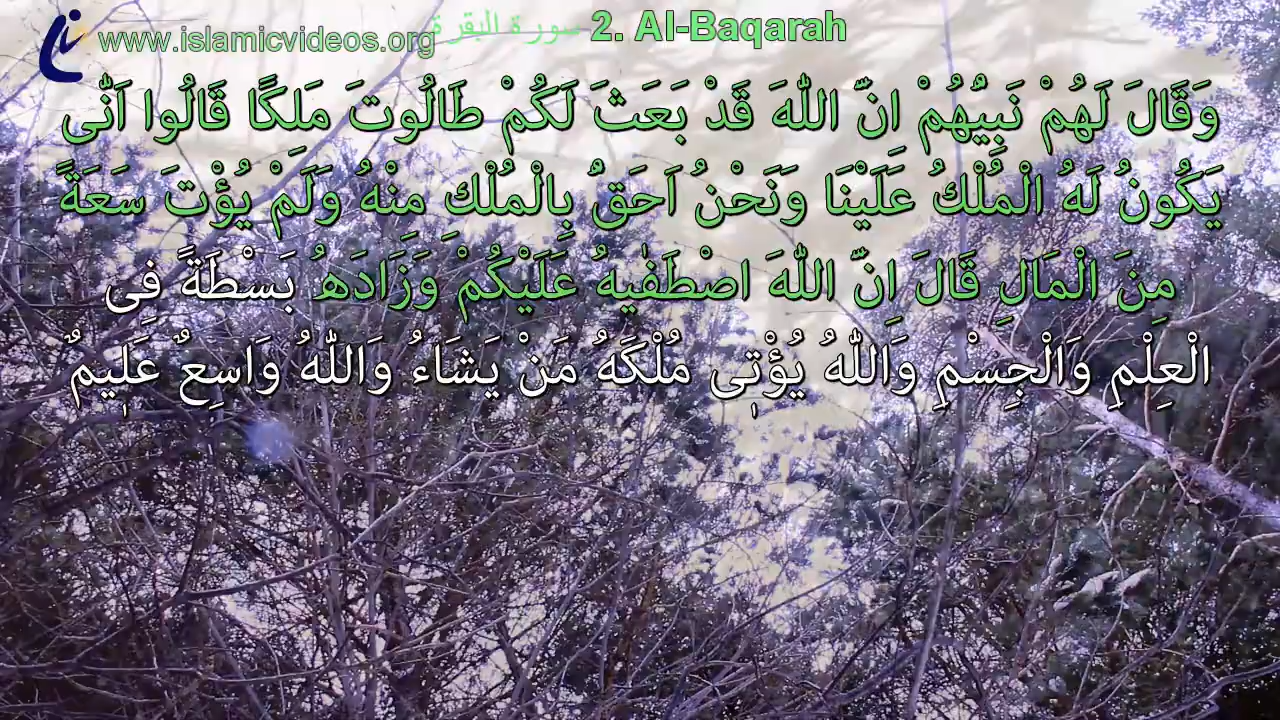 www.islamicvideos.org سورة البقرة 2. Al-Baqarah
وَقَالَ لَهُمْ نَبِيُّهُمْ اِنَّ اللّٰهَ قَدْ بَعَثَ لَكُمْ طَالُوتَ مَلِكًا قَالُوا اَنّٰى
يَكُونُ لَهُ الْمُلْكُ عَلَيْنَا وَنَحْنُ اَحَقُّ بِالْمُلْكِ مِنْهُ وَلَمْ يُؤْتَ سَعَةً
مِنَ الْمَالِ قَالَ اِنَّ اللّٰهَ اصْطَفٰيهُ عَلَيْكُمْ وَزَادَهُ بَسْطَةً فِى
الْعِلْمِ وَالْجِسْمِ وَاللّٰهُ يُؤْتٖى مُلْكَهُ مَنْ يَشَاءُ وَاللّٰهُ وَاسِعٌ عَلٖيمٌ